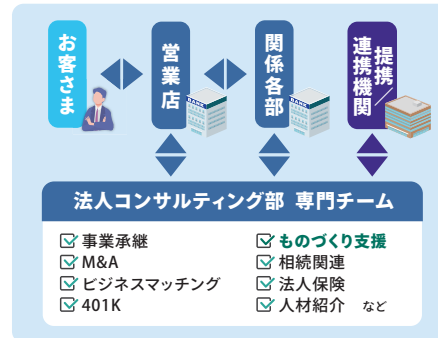 お客さま
営業店
関係各部
提携／
連携機関
BANK
BANK
法人コンサルティング部 専門チーム
事業承継
M&A
ビジネスマッチング
401K
ものづくり支援
相続関連
法人保険
人材紹介 など